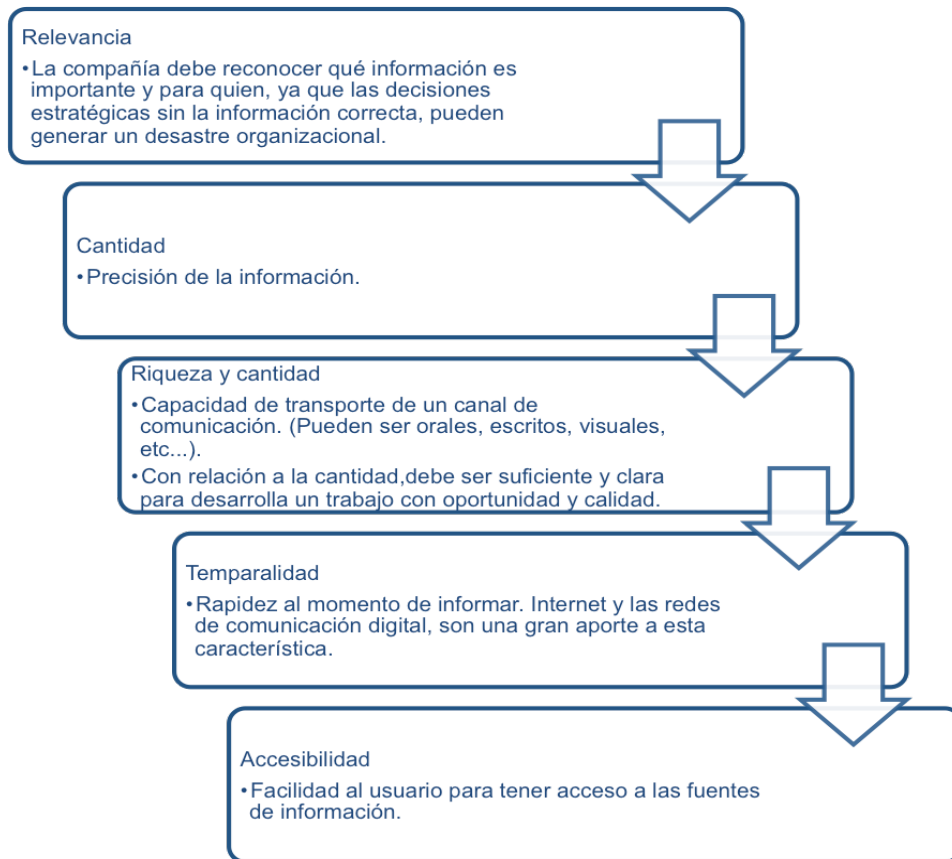 Relevancia
•La compañía debe reconocer qué información es
importante y para quien, ya que las decisiones
estratégicas sin la información correcta, pueden
generar un desastre organizacional.
Cantidad
•Precisión de la información.
Riqueza y cantidad
•Capacidad de transporte de un canal de
comunicación. (Pueden ser orales, escritos, visuales,
etc...).
•Con relación a la cantidad,debe ser suficiente y clara
para desarrolla un trabajo con oportunidad y calidad.
Temparalidad
•Rapidez al momento de informar. Internet y las redes
de comunicación digital, son una gran aporte a esta
característica.
Accesibilidad
•Facilidad al usuario para tener acceso a las fuentes
de información.